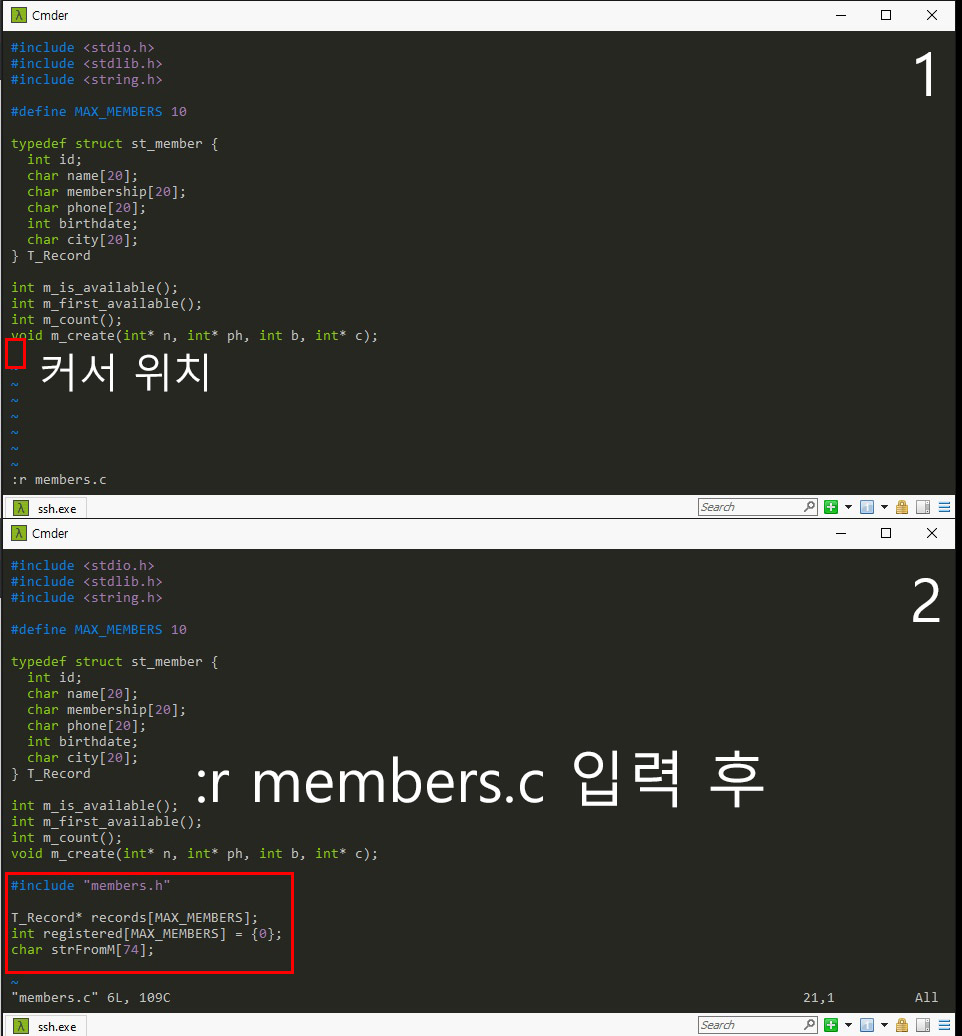 Cmder
#include <stdio.h>
#include <stdlib.h>
#include <string.h>
1
#define MAX_MEMBERS 10
typedef struct st_member {
int id;
char name[20];
char membership[20];
char phone[20];
int birthdate;
char city[20];
} T_Record
int m_is_available();
int m_first_available();
int m_count();
void m_create(int* n, int* ph, int b, int* c);
커서 위치
~
~
~
~
~
~
:r members.c
ssh.exe
Search
Cmder
#include <stdio.h>
#include <stdlib.h>
#include <string.h>
2
#define MAX_MEMBERS 10
typedef struct st_member {
int id;
char name[20];
char membership[20];
char phone[20];
int birthdate;
char city[20];
} T_Record
:r members.c 입력 후
int m_is_available();
int m_first_available();
int m_count();
void m_create(int* n, int* ph, int b, int* c);
#include "members.h"
T_Record* records[MAX_MEMBERS];
int registered[MAX_MEMBERS] = {0};
char strFromM[74];
~
"members.c" 6L, 109C 21,1 All
ssh.exe
Search